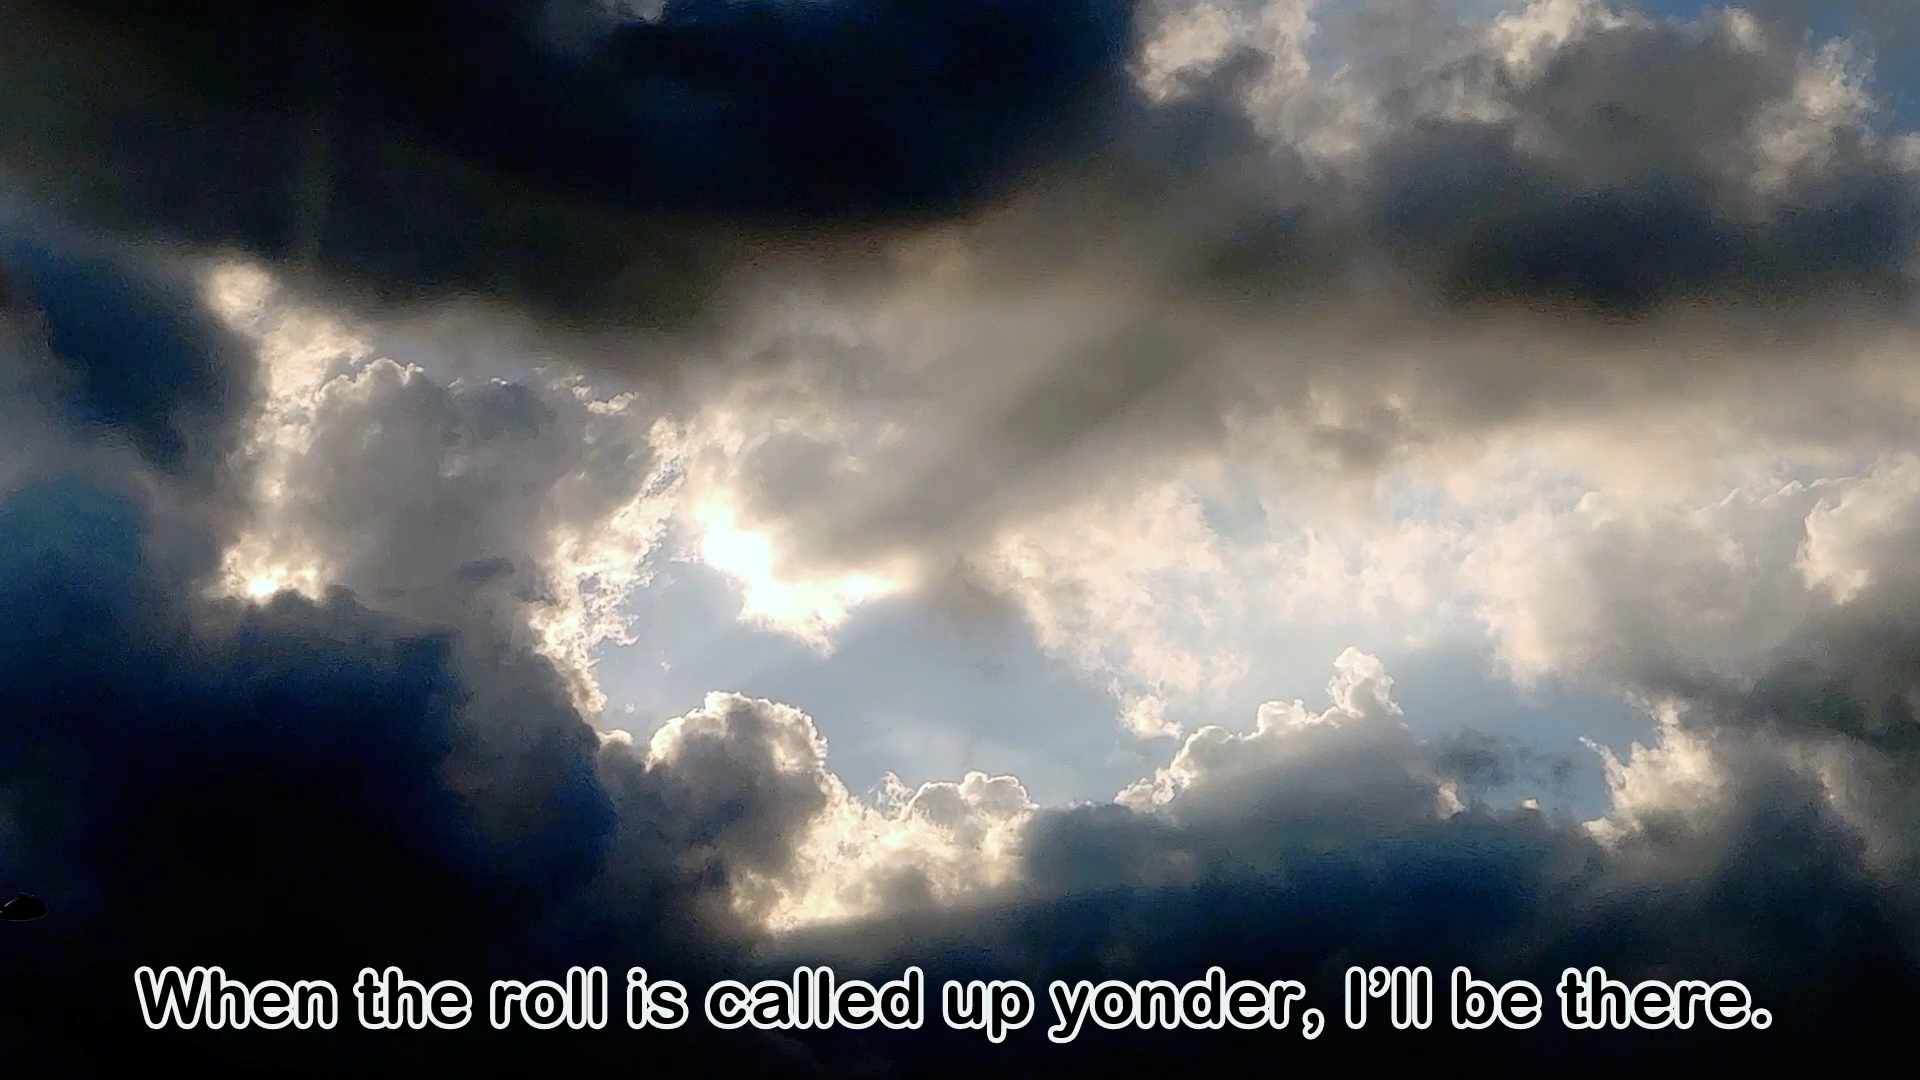 When the roll is called up yonder, I’ll be there.